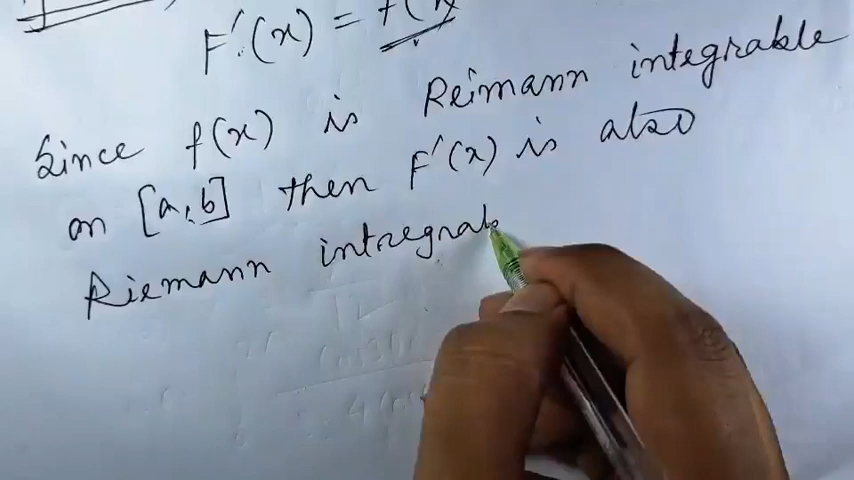 F'(x) = f(x)
Since f(x) is Reimann integrable
on [a, b] then F'(x) is also
Riemann intregrab